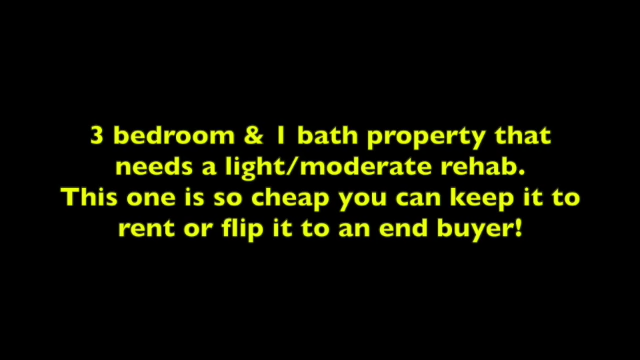 3 bedroom & 1 bath property that
needs a light/moderate rehab.
This one is so cheap you can keep it to
rent or flip it to an end buyer!